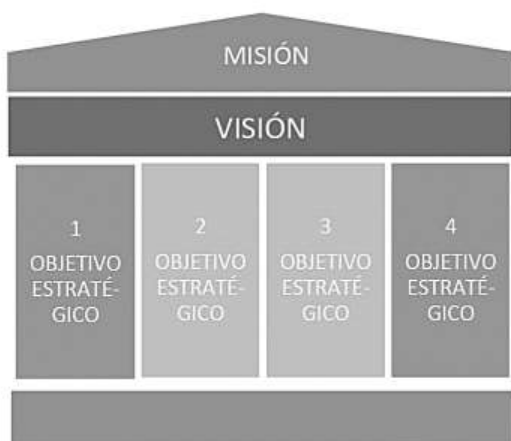 MISIÓN
VISIÓN
1
OBJETIVO
ESTRATÉ-
GICO
2
OBJETIVO
ESTRATÉ-
GICO
3
OBJETIVO
ESTRATÉ-
GICO
4
OBJETIVO
ESTRATÉ-
GICO